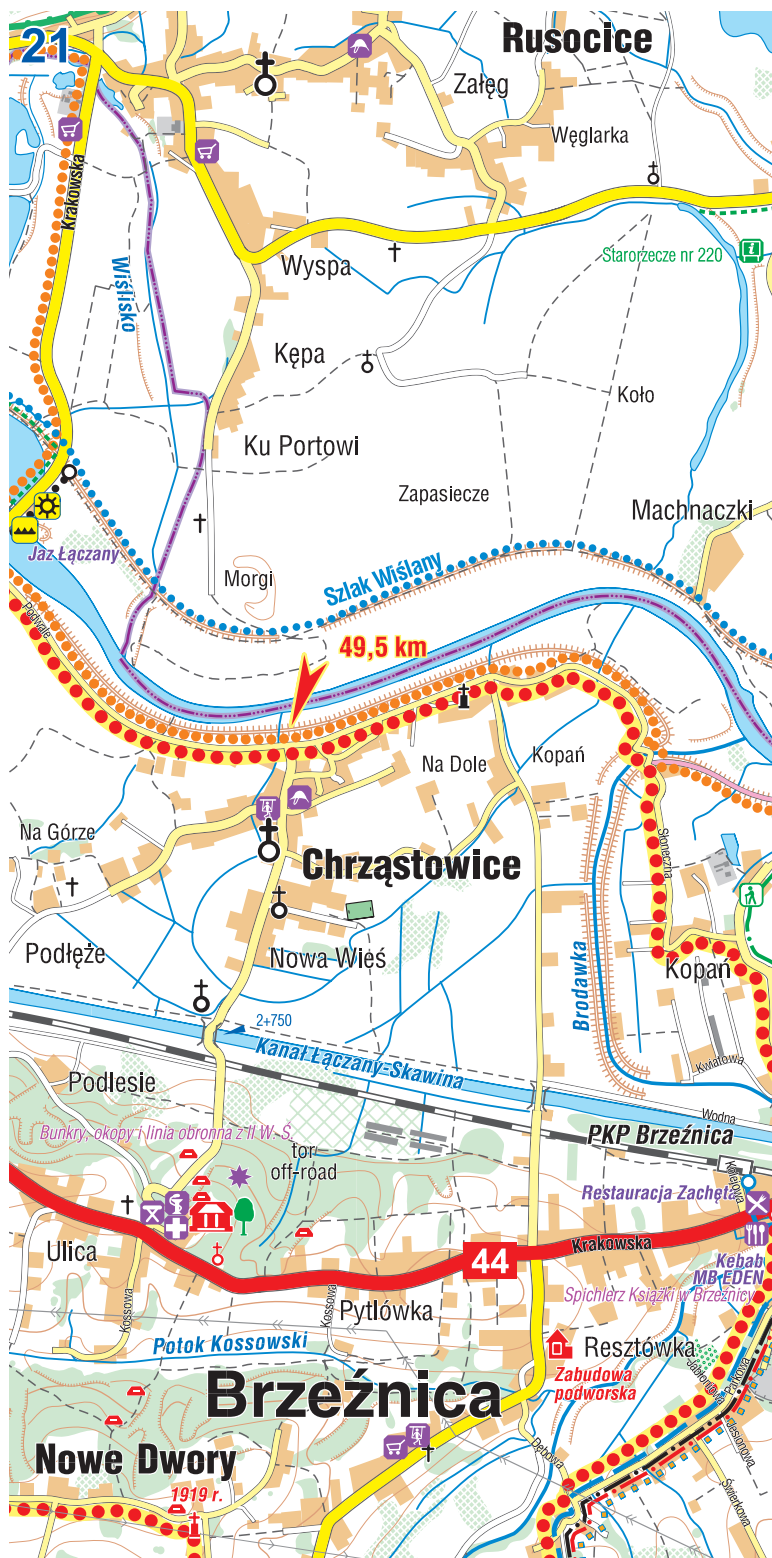 21
Rusocice
Załęg
Węglarka
Krakowska
Wyspa
Starorzecze nr 220
i
Wiślisko
Kępa
Koło
Ku Portowi
Zapasiecze
Machnaczki
Jaz Łączany
Morgi
Szlak Wiślany
Podwale
49,5 km
Na Dole
Kopań
Na Górze
Słoneczna
Chrząstowice
Podłęże
Nowa Wieś
Kopań
Brodawka
2+750
Kanał Łączany-Skawina
Kwiatowa
Podlesie
Wodna
Bunkry, okopy i linia obronna z II W. Ś.
PKP Brzeźnica
tor
off-road
Restauracja Zachęta
Kolejowa
Ulica
44
Krakowska
Kebab
MB EDEN
Spichlerz Książki w Brzeźnicy
Kossowa
Kossowa
Pytlówka
Potok Kossowski
Resztówka
Zabudowa
podworska
Jabłoniowa
Parkowa
Brzeźnica
Jesionowa
Dębowa
Nowe Dwory
Świerkowa
1919 r.